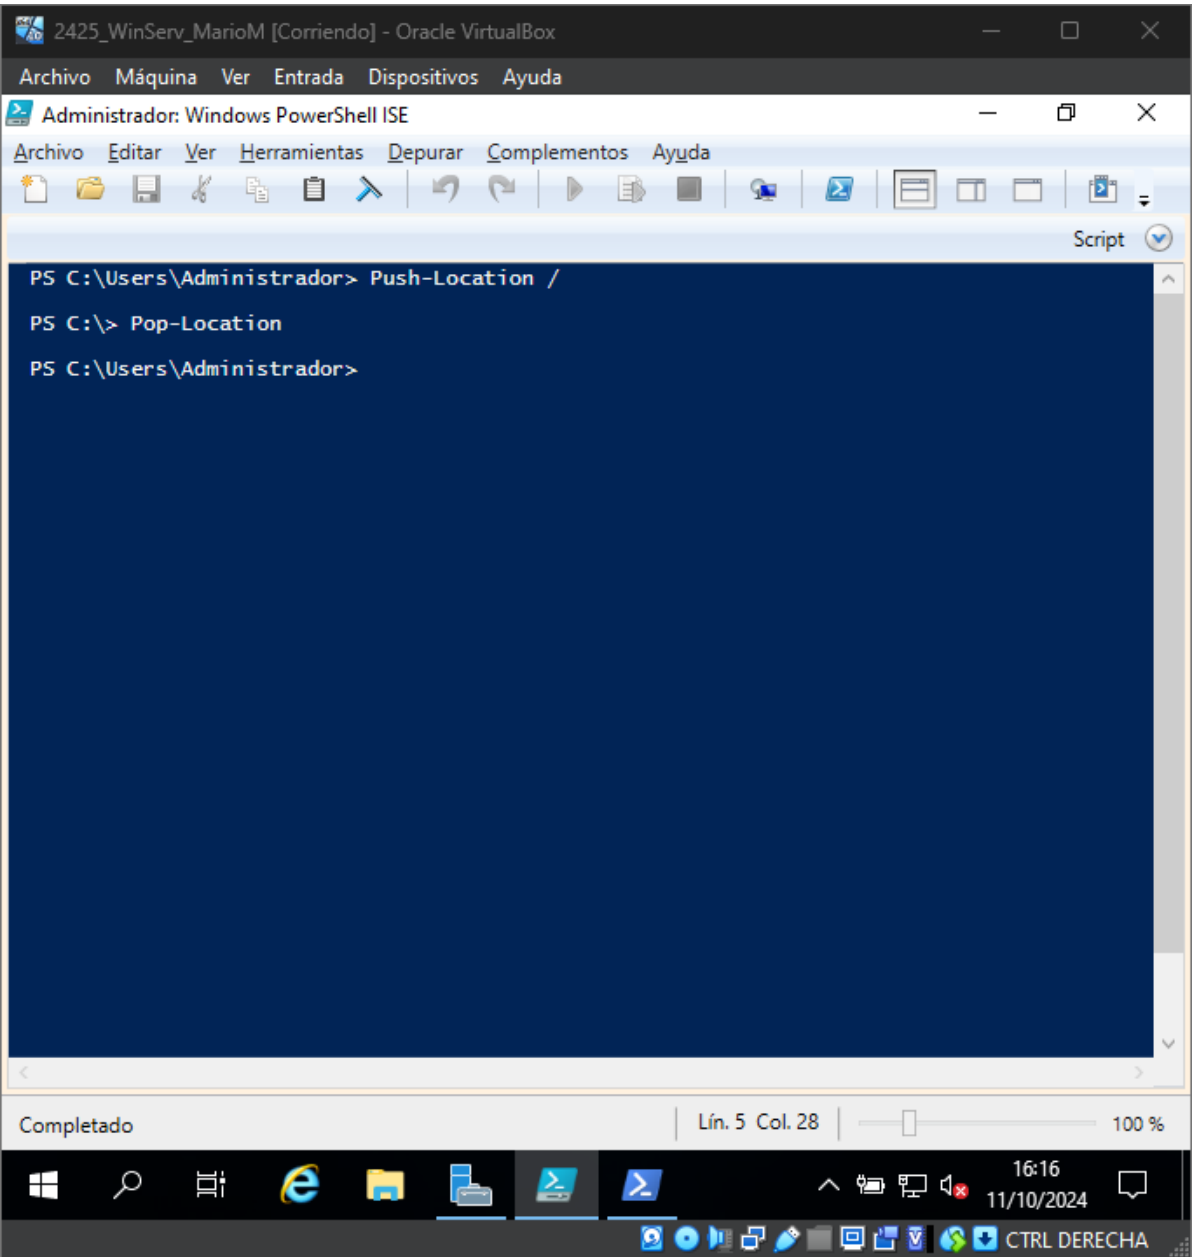 2425_WinServ_MarioM [Corriendo] - Oracle VirtualBox
Archivo Máquina Ver Entrada Dispositivos Ayuda
Administrador: Windows PowerShell ISE
Archivo Editar Ver Herramientas Depurar Complementos Ayuda
Script
PS C:\Users\Administrador> Push-Location /
PS C:\> Pop-Location
PS C:\Users\Administrador>
Completado
Lín. 5 Col. 28
100 %
16:16
11/10/2024
CTRL DERECHA